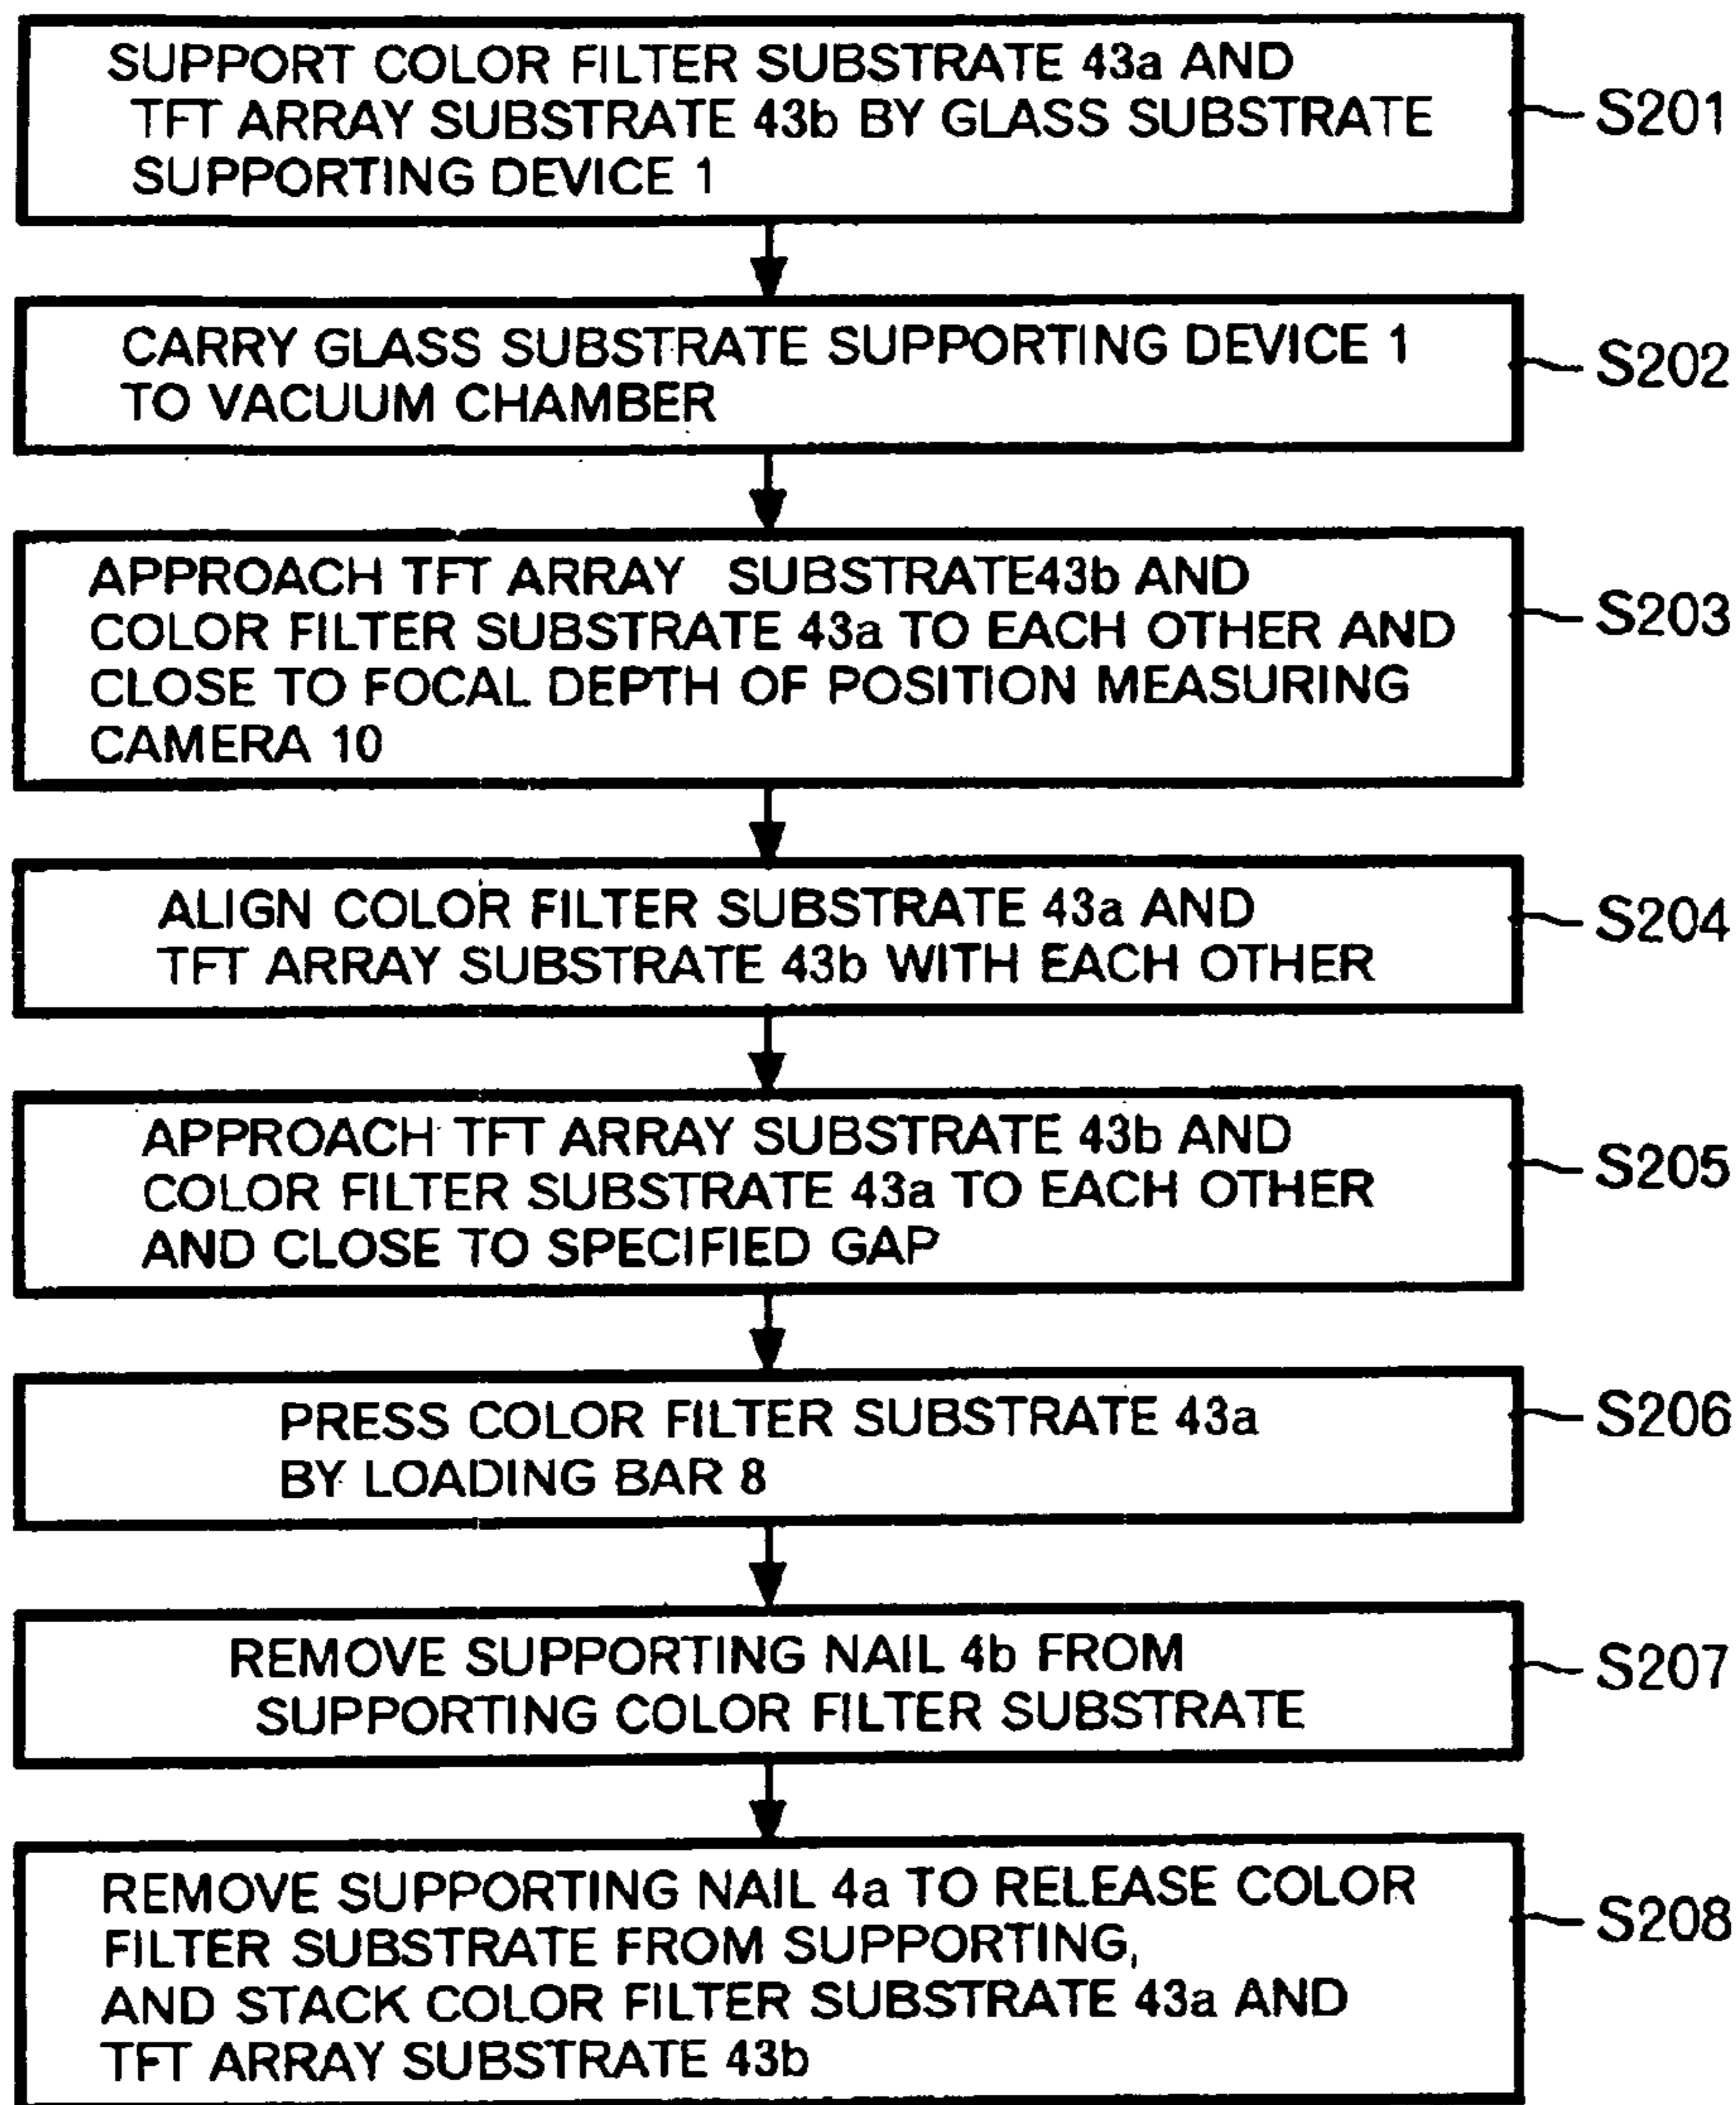 SUPPORT COLOR FILTER SUBSTRATE 43a AND
TFT ARRAY SUBSTRATE 43b BY GLASS SUBSTRATE
SUPPORTING DEVICE 1
S201
CARRY GLASS SUBSTRATE SUPPORTING DEVICE 1
TO VACUUM CHAMBER
S202
APPROACH TFT ARRAY SUBSTRATE43b AND
COLOR FILTER SUBSTRATE 43a TO EACH OTHER AND
CLOSE TO FOCAL DEPTH OF POSITION MEASURING
CAMERA 10
S203
ALIGN COLOR FILTER SUBSTRATE 43a AND
TFT ARRAY SUBSTRATE 43b WITH EACH OTHER
S204
APPROACH TFT ARRAY SUBSTRATE 43b AND
COLOR FILTER SUBSTRATE 43a TO EACH OTHER
AND CLOSE TO SPECIFIED GAP
S205
PRESS COLOR FILTER SUBSTRATE 43a
BY LOADING BAR 8
S206
REMOVE SUPPORTING NAIL 4b FROM
SUPPORTING COLOR FILTER SUBSTRATE
S207
REMOVE SUPPORTING NAIL 4a TO RELEASE COLOR
FILTER SUBSTRATE FROM SUPPORTING,
AND STACK COLOR FILTER SUBSTRATE 43a AND
TFT ARRAY SUBSTRATE 43b
S208